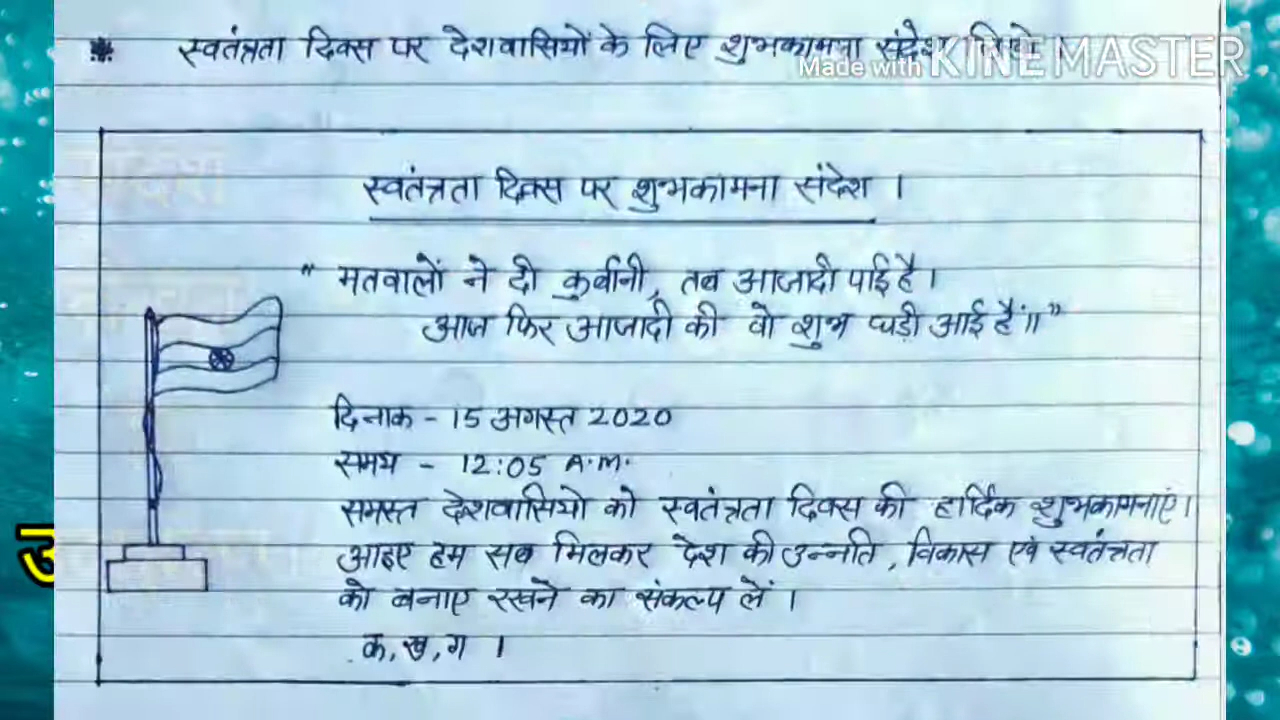 * स्वतंत्रता दिवस पर देशवासियों के लिए शुभकामना संदेश लिखो
Made with KINEMASTER
स्वतंत्रता दिवस पर शुभकामना संदेश ।
" मतवालों ने दी कुर्बानी, तब आजादी पाई है ।
आज फिर आजादी की वो शुभ घड़ी आई है ॥"
दिनाक - 15 अगस्त 2020
समय - 12:05 A.M.
समस्त देशवासियो को स्वतंत्रता दिवस की हार्दिक शुभकामनाएं ।
आइए हम सब मिलकर देश की उन्नति, विकास एवं स्वतंत्रता
को बनाए रखने का संकल्प लें ।
क, ख, ग ।